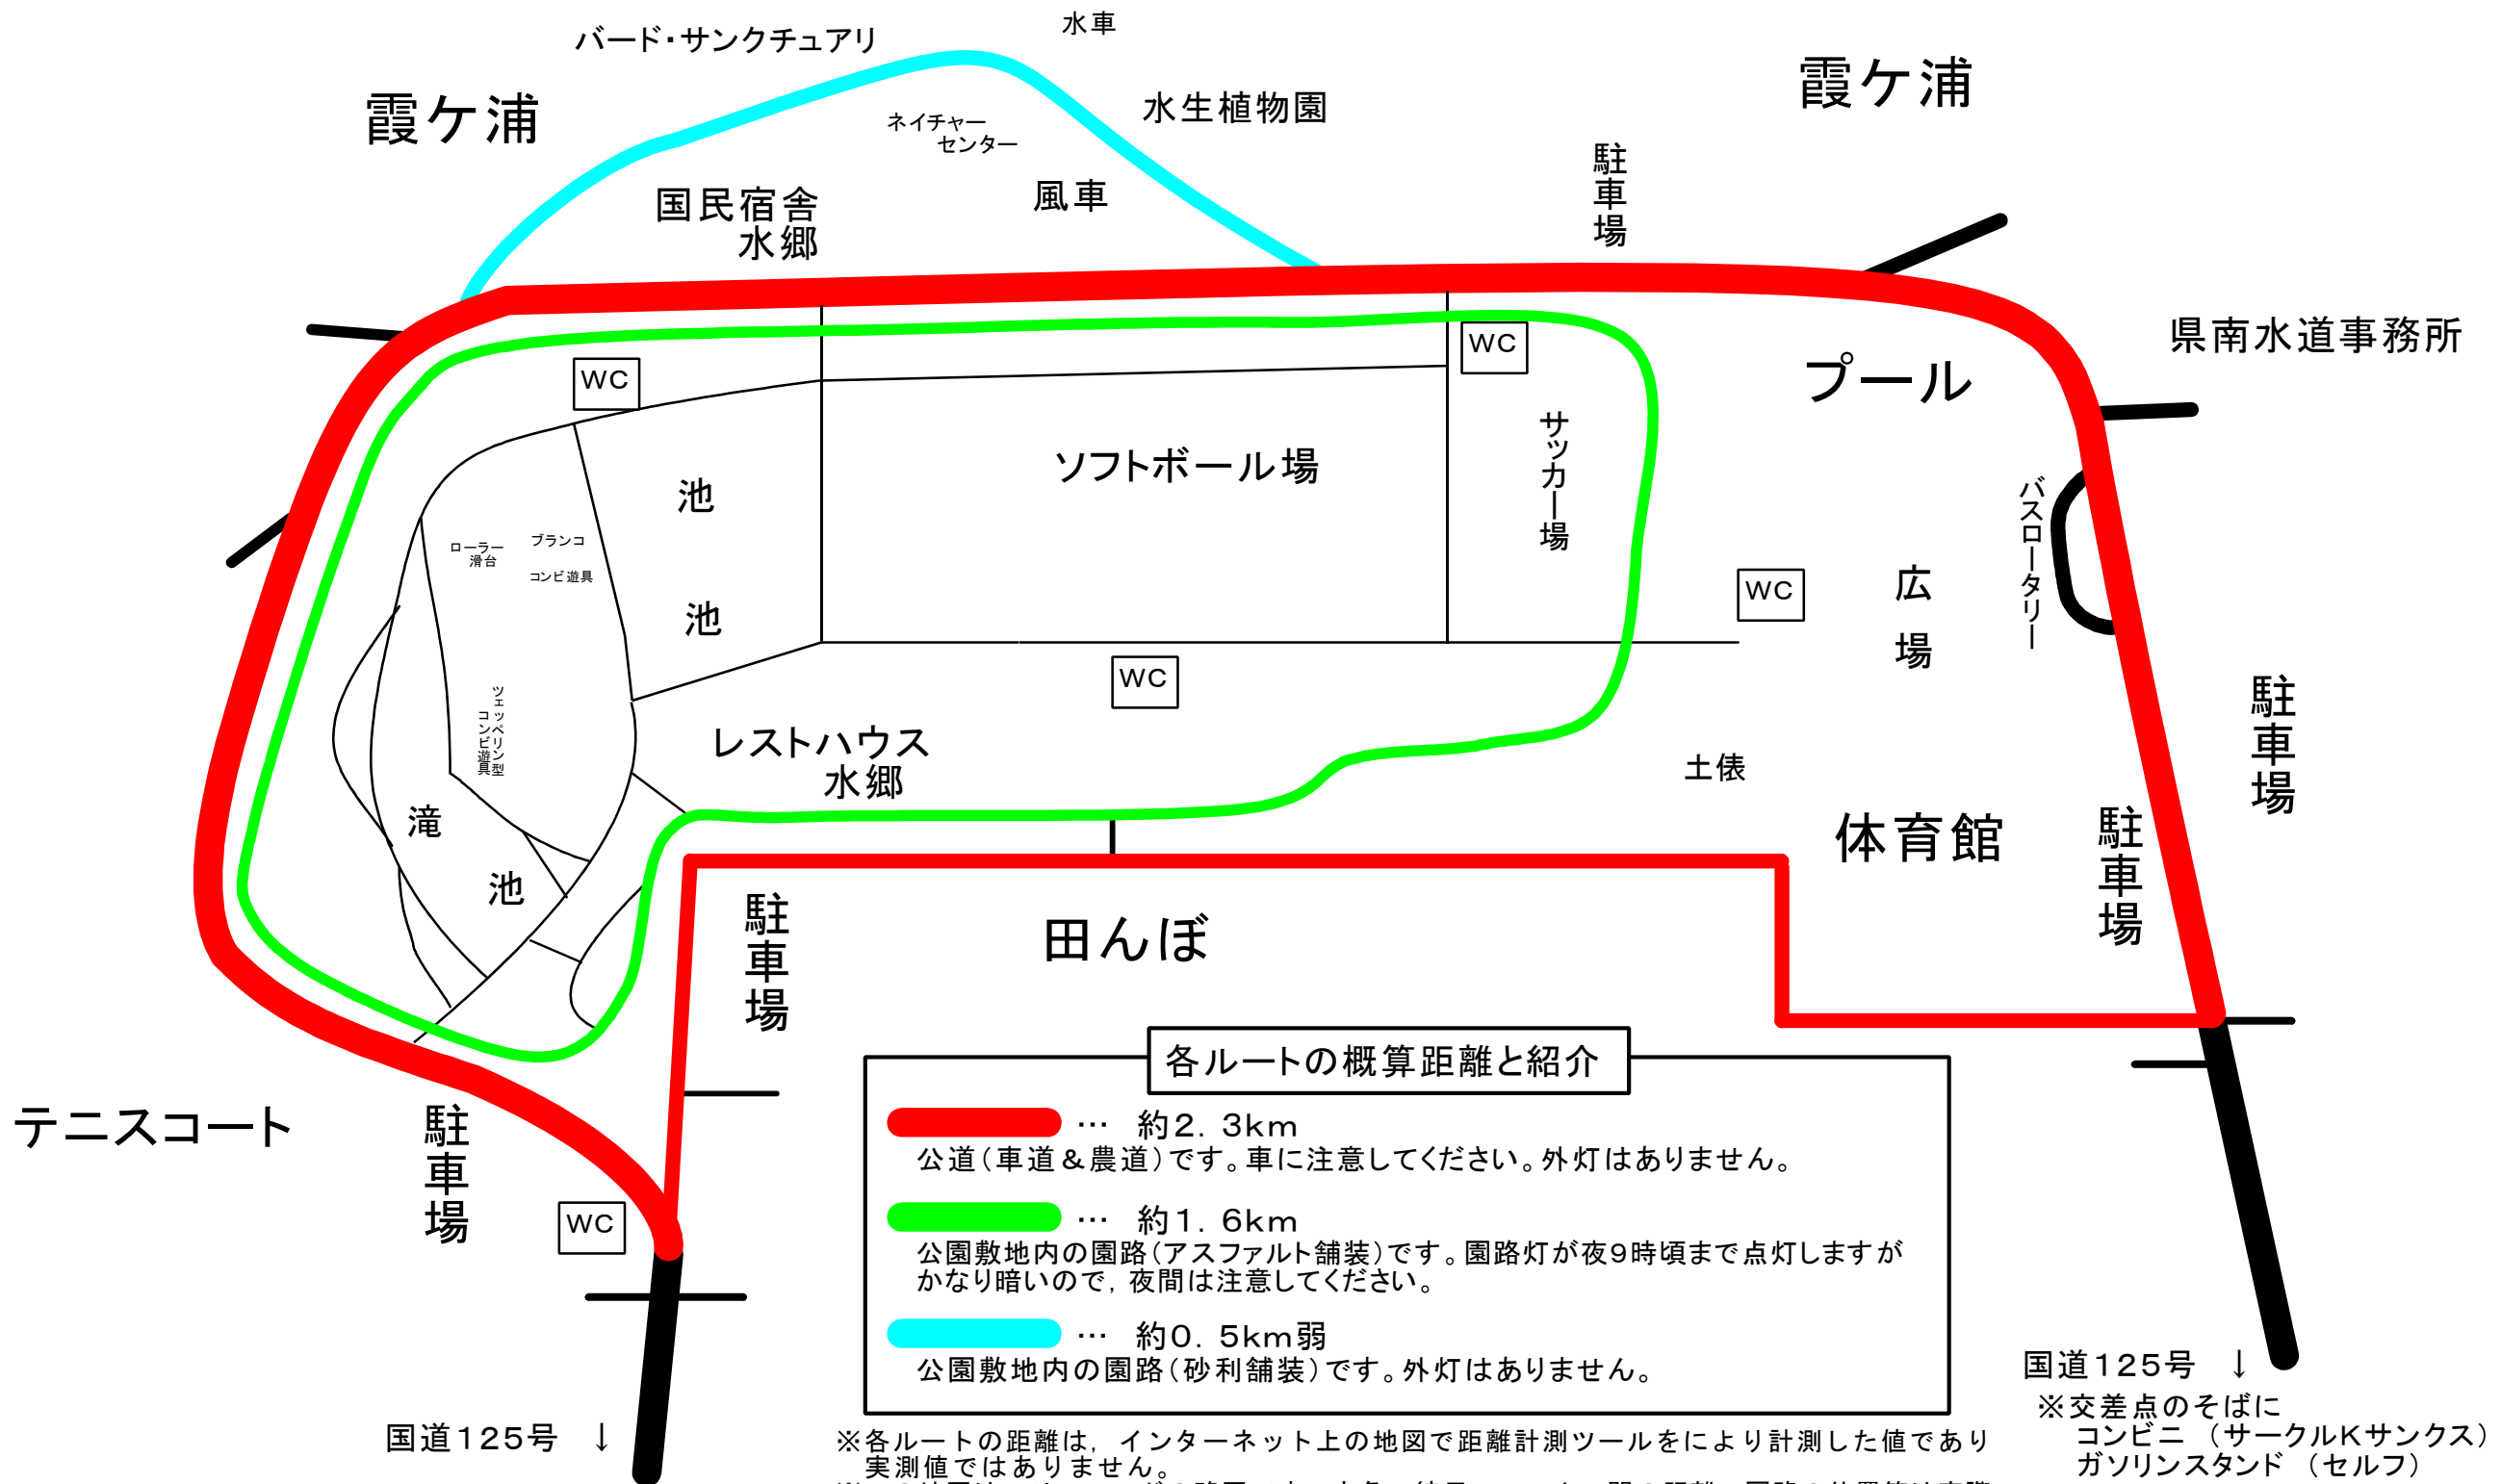 水車
バード・サンクチュアリ
霞ケ浦
霞ケ浦
水生植物園
ネイチャー
センター
駐車場
国民宿舎
水郷
風車
県南水道事務所
WC
WC
プール
サッカー場
ソフトボール場
池
バスロータリー
ローラー
滑台
ブランコ
コンビ遊具
WC
広場
池
WC
ツェッペリン型
コンビ遊具
レストハウス
水郷
土俵
駐車場
滝
体育館
駐車場
池
駐車場
田んぼ
テニスコート
駐車場
WC
各ルートの概算距離と紹介
… 約2.3km
公道(車道&農道)です。車に注意してください。外灯はありません。
… 約1.6km
公園敷地内の園路(アスファルト舗装)です。園路灯が夜9時頃まで点灯しますが
かなり暗いので,夜間は注意してください。
… 約0.5km弱
公園敷地内の園路(砂利舗装)です。外灯はありません。
国道125号 ↓
※交差点のそばに
コンビニ (サークルKサンクス)
ガソリンスタンド (セルフ)
国道125号 ↓
※各ルートの距離は,インターネット上の地図で距離計測ツールをにより計測した値であり
実測値ではありません。